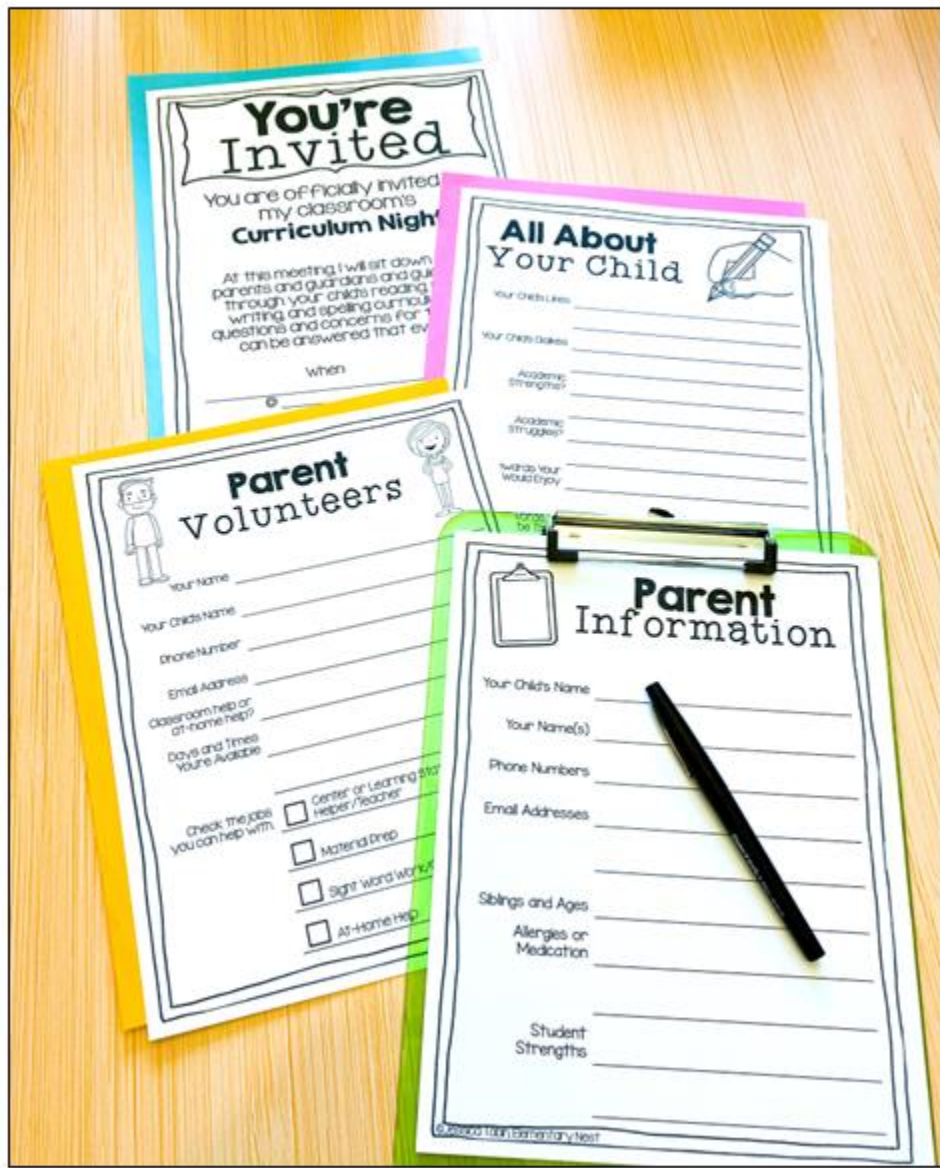 You're
Invited
You are officially invited
my classroom's
Curriculum Night
At this meeting, I will sit down
parents and guardians and
through your child's reading,
writing, and spelling
questions and concerns for
can be answered that
When
@
All About
Your Child
Your Child's Likes
Your Child's Dislikes
Academic
Strengths?
Academic
Struggles?
Your
Would Enjoy
Parent
Volunteers
Your Name
Your Child's Name
Phone Number
Email Address
Classroom help or
at-home help?
Days and Times
You're Available
Check the jobs
you can help with.
Center or Learning
Helper/Teacher
Material Prep
Sight Word
At-Home Help
Parent
Information
Your Child's Name
Your Name(s)
Phone Numbers
Email Addresses
Siblings and Ages
Allergies or
Medication
Student
Strengths
Elementary Nest